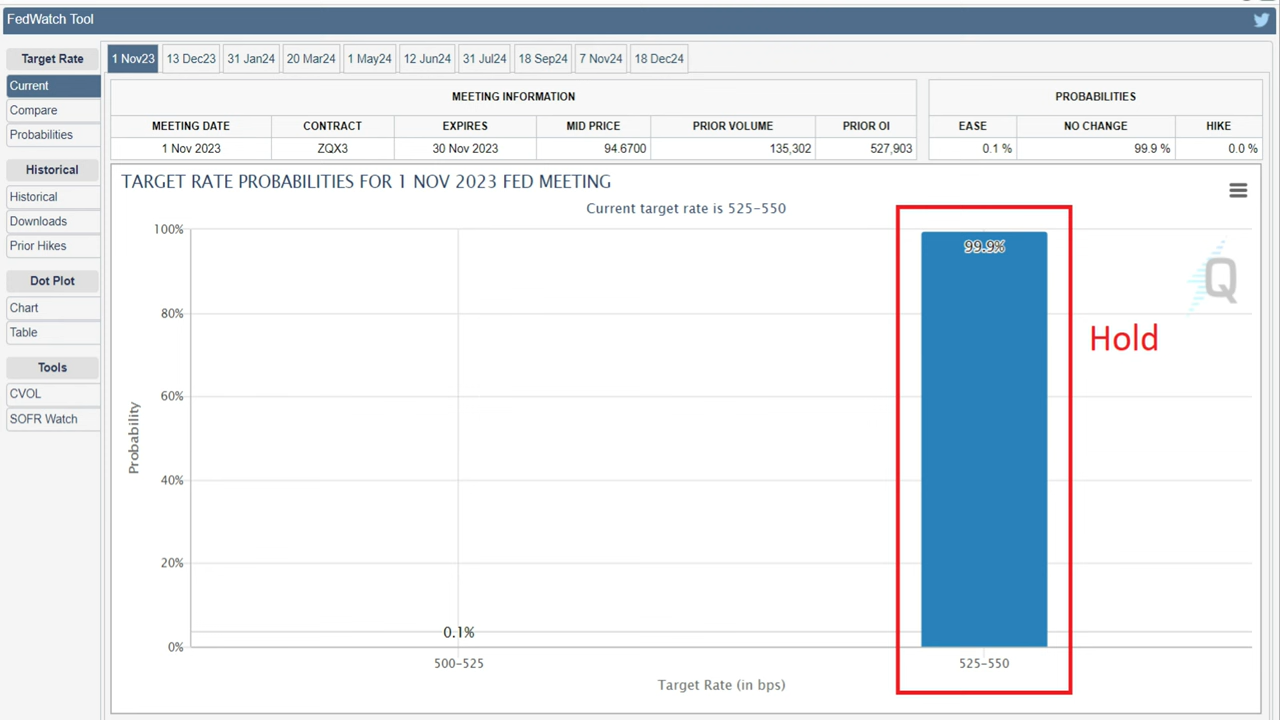 FedWatch Tool
Target Rate
Current
Compare
Probabilities
Historical
Historical
Downloads
Prior Hikes
Dot Plot
Chart
Table
Tools
CVOL
SOFR Watch
1 Nov23 13 Dec23 31 Jan24 20 Mar24 1 May24 12 Jun24 31 Jul24 18 Sep24 7 Nov24 18 Dec24
MEETING INFORMATION
MEETING DATE CONTRACT EXPIRES MID PRICE PRIOR VOLUME PRIOR OI
1 Nov 2023 ZQX3 30 Nov 2023 94.6700 135,302 527,903
PROBABILITIES
EASE NO CHANGE HIKE
0.1 % 99.9 % 0.0 %
TARGET RATE PROBABILITIES FOR 1 NOV 2023 FED MEETING
Current target rate is 525–550
Probability
100%
80%
60%
40%
20%
0%
0.1%
99.9%
Q
Hold
500–525 525–550
Target Rate (in bps)